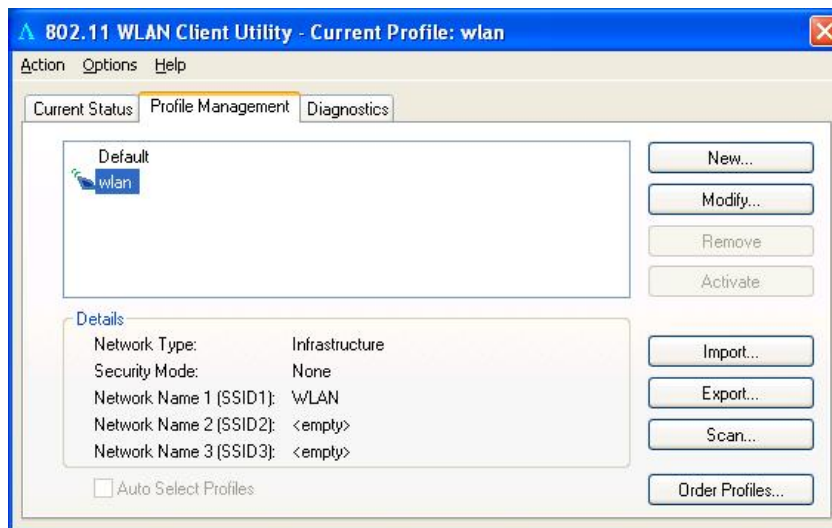 802.11 WLAN Client Utility - Current Profile: wlan
Action Options Help
Current Status Profile Management Diagnostics
Default
wlan
New...
Modify...
Remove
Activate
Details
Network Type: Infrastructure
Security Mode: None
Network Name 1 (SSID1): WLAN
Network Name 2 (SSID2): <empty>
Network Name 3 (SSID3): <empty>
Import...
Export...
Scan...
Auto Select Profiles
Order Profiles...